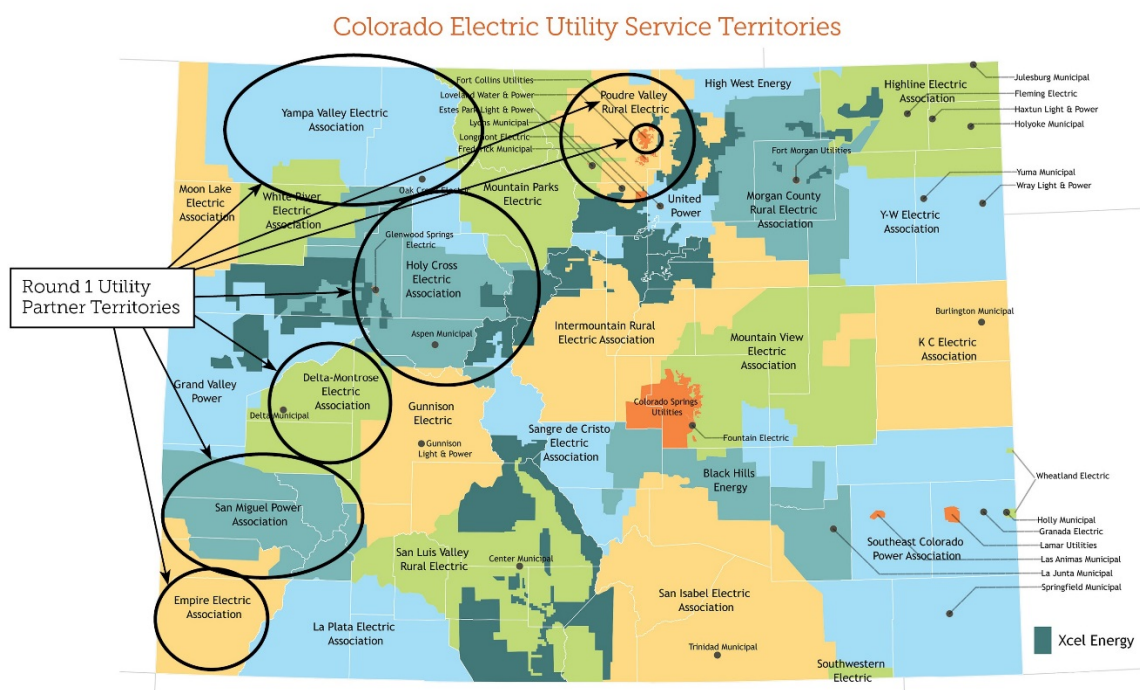 Colorado Electric Utility Service Territories
Fort Collins Utilities
Loveland Water & Power
Estes Park Light & Power
Lyons Municipal
Longmont Electric
Frederick Municipal
Poudre Valley
Rural Electric
High West Energy
Highline Electric
Association
Julesburg Municipal
Fleming Electric
Haxtun Light & Power
Holyoke Municipal
Yampa Valley Electric
Association
Fort Morgan Utilities
Yuma Municipal
Wray Light & Power
Moon Lake
Electric
Association
White River
Electric
Association
Oak Creek Electric
Mountain Parks
Electric
United
Power
Morgan County
Rural Electric
Association
Y-W Electric
Association
Glenwood Springs
Electric
Holy Cross
Electric
Association
Round 1 Utility
Partner Territories
Aspen Municipal
Intermountain Rural
Electric Association
Mountain View
Electric
Association
Burlington Municipal
K C Electric
Association
Grand Valley
Power
Delta-Montrose
Electric
Association
Delta Municipal
Gunnison
Electric
Gunnison
Light & Power
Colorado Springs
Utilities
Fountain Electric
Sangre de Cristo
Electric
Association
Black Hills
Energy
Wheatland Electric
San Miguel Power
Association
Southeast Colorado
Power Association
Holly Municipal
Granada Electric
Lamar Utilities
Las Animas Municipal
La Junta Municipal
Springfield Municipal
San Luis Valley
Rural Electric
Center Municipal
Empire Electric
Association
La Plata Electric
Association
San Isabel Electric
Association
Trinidad Municipal
Southwestern
Electric
Xcel Energy